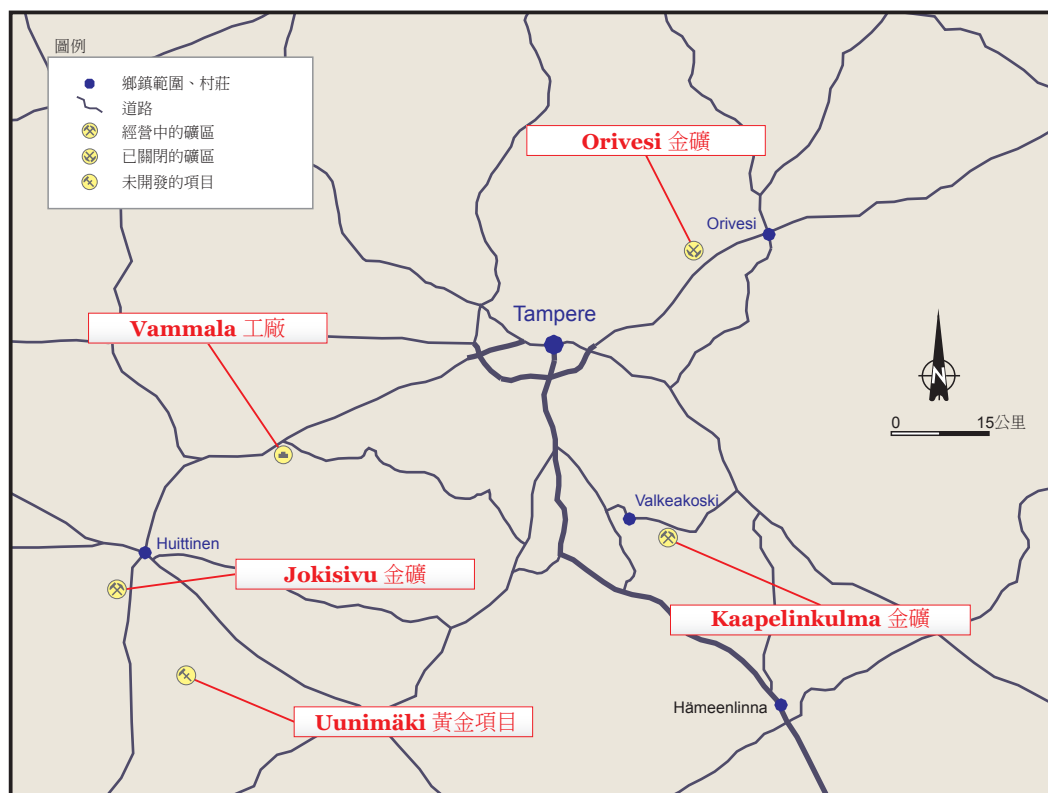 圖例
鄉鎮範圍、村莊
道路
經營中的礦區
已關閉的礦區
未開發的項目
Orivesi 金礦
Orivesi
Tampere
Vammala 工廠
N
0 15公里
Valkeakoski
Huittinen
Jokisivu 金礦
Kaapelinkulma 金礦
Uunimäki 黃金項目
Hämeenlinna